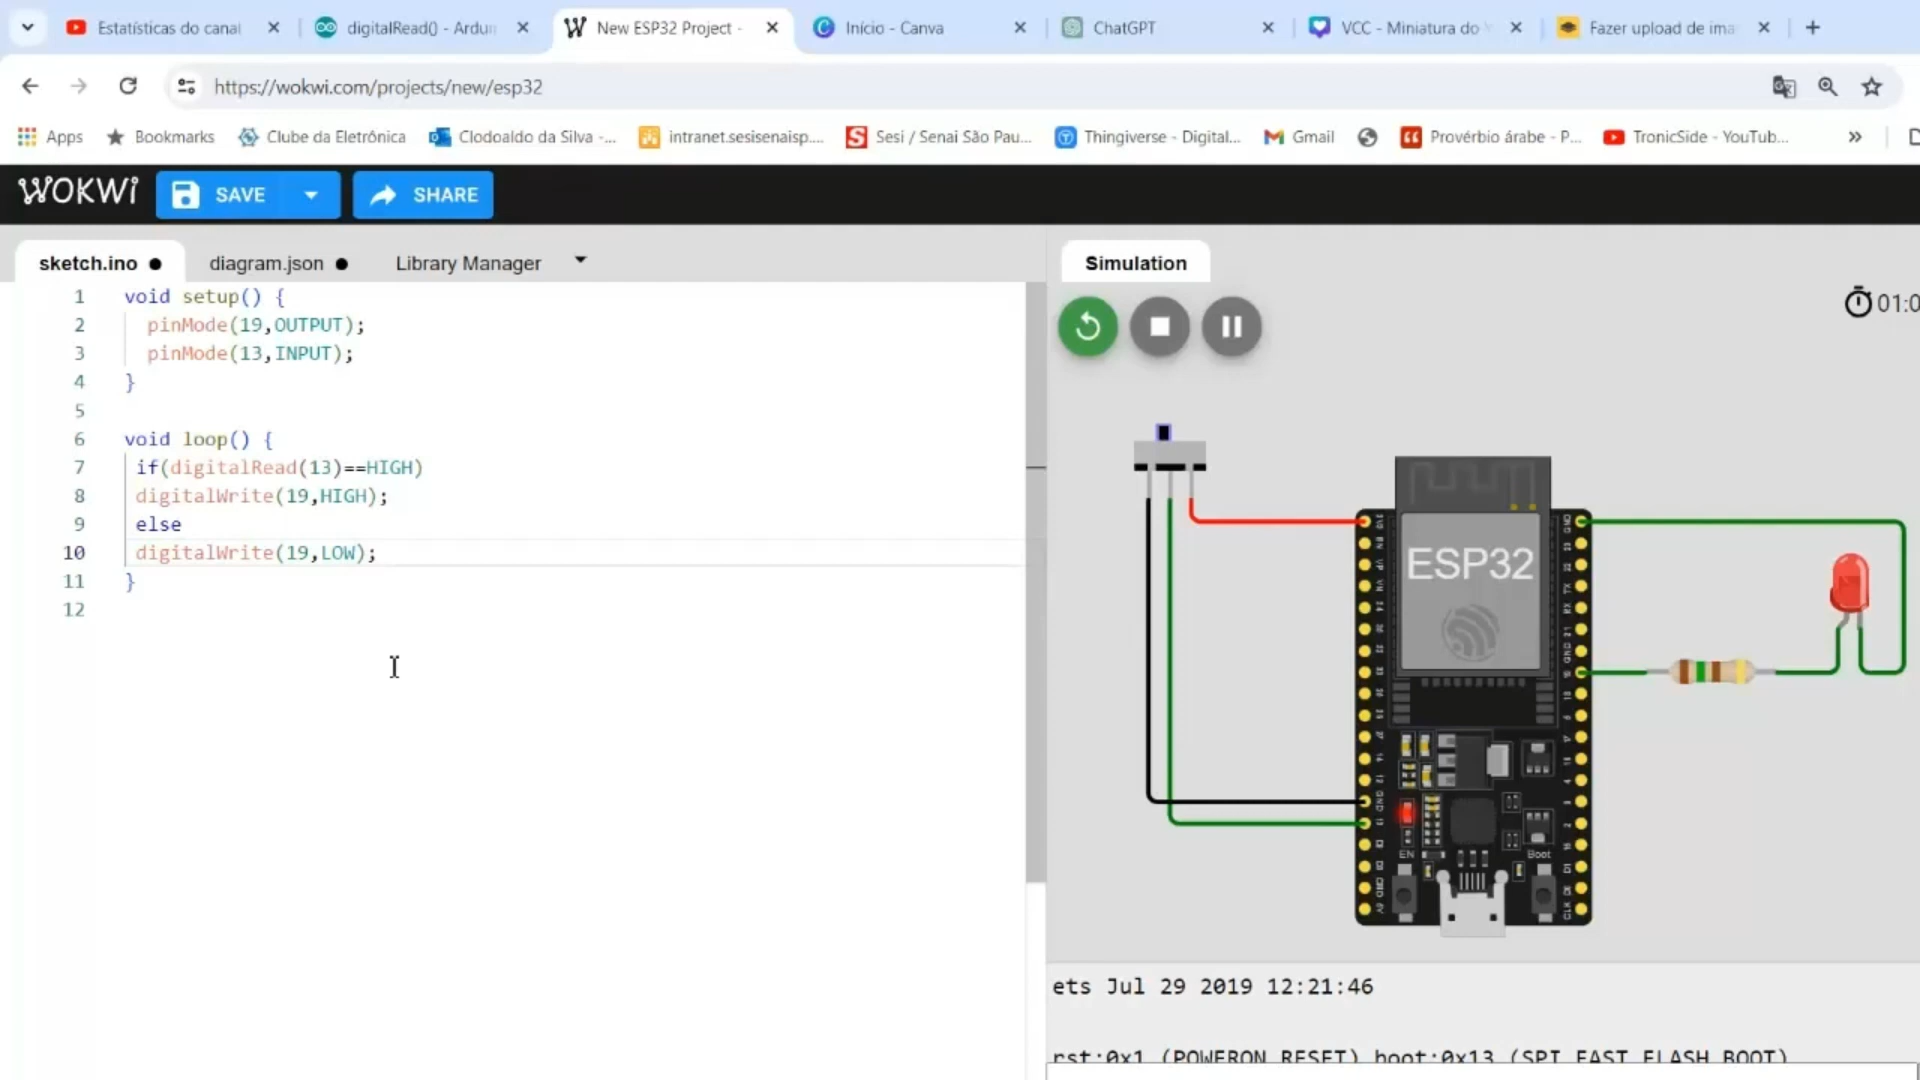 Estatísticas do canal
digitalRead() - Ardui
New ESP32 Project -
Início - Canva
ChatGPT
VCC - Miniatura do
Fazer upload de ima
https://wokwi.com/projects/new/esp32
Apps
Bookmarks
Clube da Eletrônica
Clodoaldo da Silva -...
intranet.sesisenaisp....
Sesi / Senai São Pau...
Thingiverse - Digital...
Gmail
Provérbio árabe - P...
TronicSide - YouTub...
WOKWi
SAVE
SHARE
sketch.ino
diagram.json
Library Manager
Simulation
01:0
1 void setup() {
2 pinMode(19,OUTPUT);
3 pinMode(13,INPUT);
4 }
5
6 void loop() {
7 if(digitalRead(13)==HIGH)
8 digitalWrite(19,HIGH);
9 else
10 digitalWrite(19,LOW);
11 }
12
ESP32
EN
Boot
ets Jul 29 2019 12:21:46
rst:0x1 (POWERON_RESET) boot:0x13 (SPI_FAST_FLASH_BOOT)